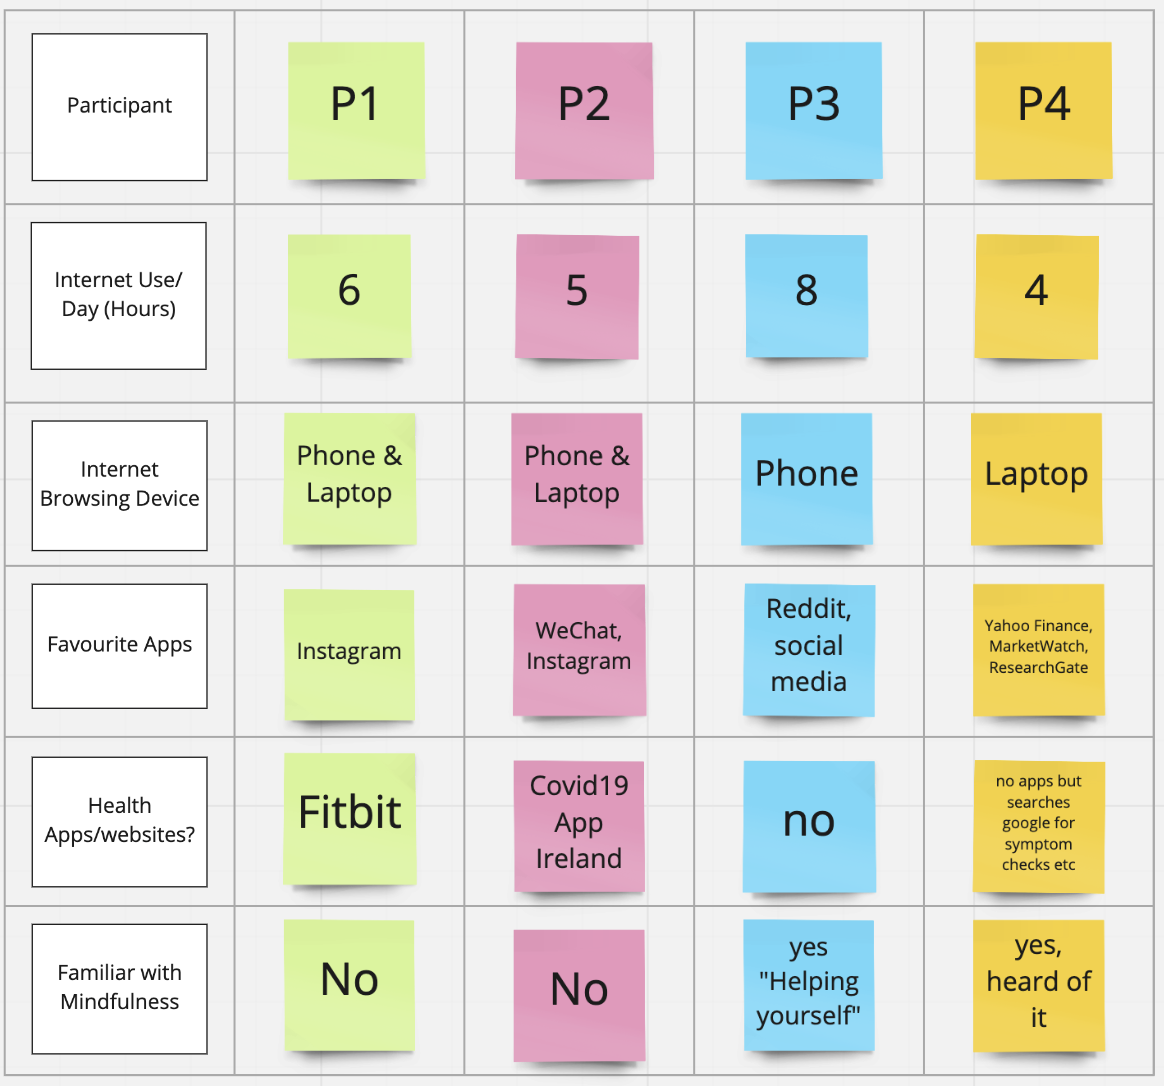 Participant
P1
P2
P3
P4
Internet Use/
Day (Hours)
6
5
8
4
Internet
Browsing Device
Phone &
Laptop
Phone &
Laptop
Phone
Laptop
Favourite Apps
Instagram
WeChat,
Instagram
Reddit,
social
media
Yahoo Finance,
MarketWatch,
ResearchGate
Health
Apps/websites?
Fitbit
Covid19
App
Ireland
no
no apps but
searches
google for
symptom
checks etc
Familiar with
Mindfulness
No
No
yes
"Helping
yourself"
yes,
heard of
it